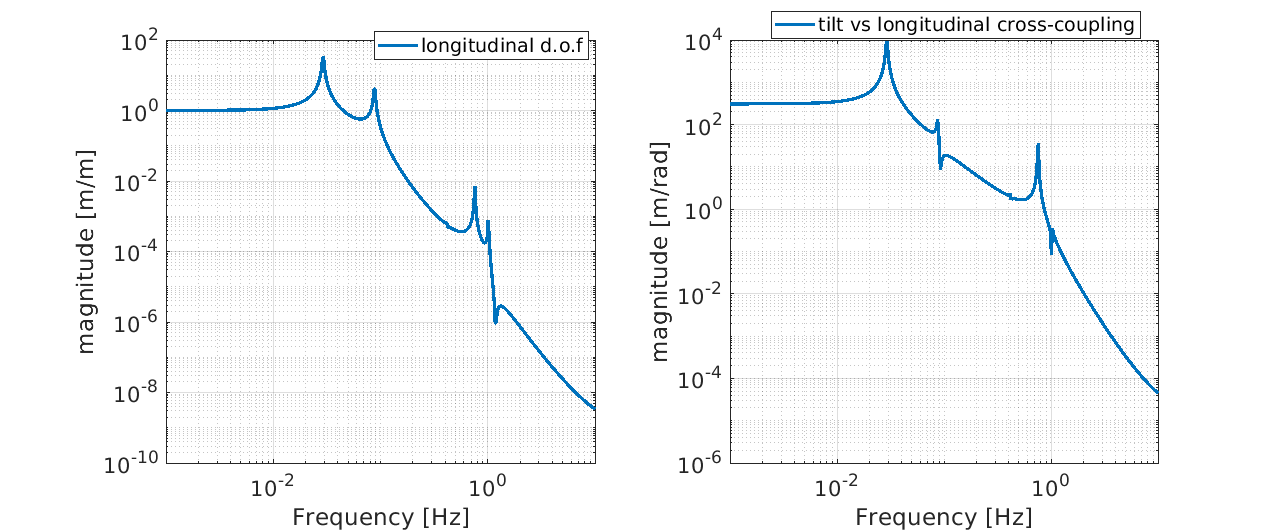 longitudinal d.o.f
10^2
10^0
10^-2
10^-4
10^-6
10^-8
10^-10
magnitude [m/m]
10^-2
10^0
Frequency [Hz]
tilt vs longitudinal cross-coupling
10^4
10^2
10^0
10^-2
10^-4
10^-6
magnitude [m/rad]
10^-2
10^0
Frequency [Hz]